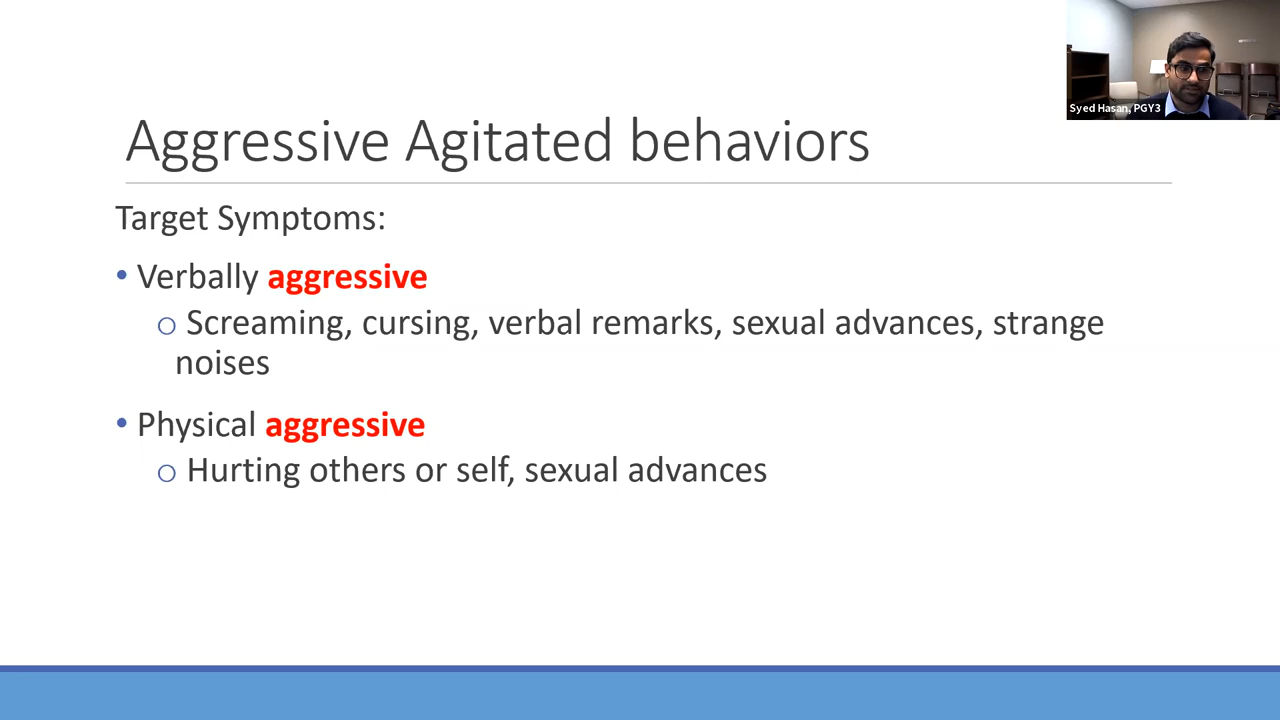 Syed Hasan, PGY3
Aggressive Agitated behaviors
Target Symptoms:
• Verbally aggressive
o Screaming, cursing, verbal remarks, sexual advances, strange
noises
• Physical aggressive
o Hurting others or self, sexual advances